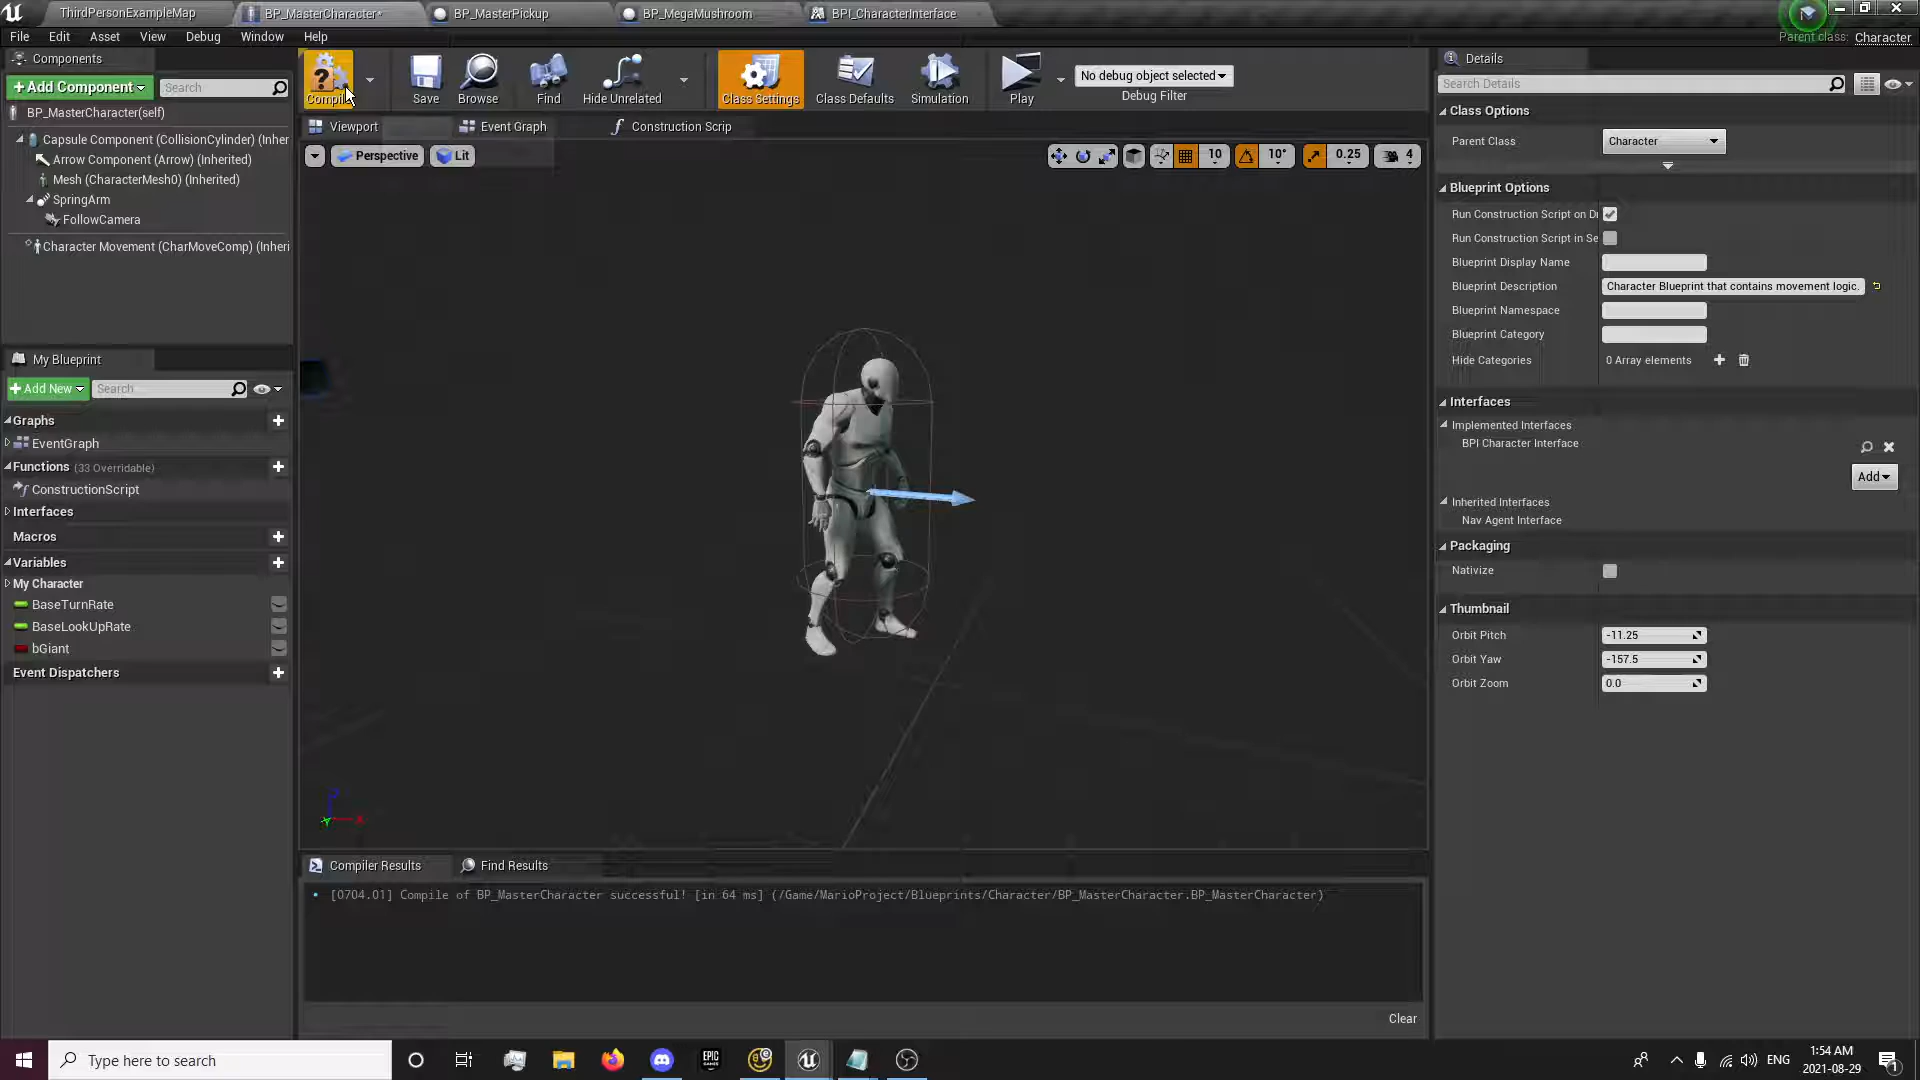 ThirdPersonExampleMap
BP_MasterCharacter*
BP_MasterPickup
BP_MegaMushroom
BPI_CharacterInterface
File Edit Asset View Debug Window Help
Parent class: Character
Components
+ Add Component
Search
BP_MasterCharacter(self)
Capsule Component (CollisionCylinder) (Inher
Arrow Component (Arrow) (Inherited)
Mesh (CharacterMesh0) (Inherited)
SpringArm
FollowCamera
Character Movement (CharMoveComp) (Inheri
My Blueprint
+ Add New
Search
Graphs
EventGraph
Functions (33 Overridable)
ConstructionScript
Interfaces
Macros
Variables
My Character
BaseTurnRate
BaseLookUpRate
bGiant
Event Dispatchers
Compile
Save
Browse
Find
Hide Unrelated
Class Settings
Class Defaults
Simulation
Play
No debug object selected
Debug Filter
Viewport
Event Graph
Construction Scrip
Perspective
Lit
10
10°
0.25
4
Compiler Results
Find Results
[0704.01] Compile of BP_MasterCharacter successful! [in 64 ms] (/Game/MarioProject/Blueprints/Character/BP_MasterCharacter.BP_MasterCharacter)
Clear
Details
Search Details
Class Options
Parent Class Character
Blueprint Options
Run Construction Script on D
Run Construction Script in Se
Blueprint Display Name
Blueprint Description Character Blueprint that contains movement logic.
Blueprint Namespace
Blueprint Category
Hide Categories 0 Array elements
Interfaces
Implemented Interfaces
BPI Character Interface
Add
Inherited Interfaces
Nav Agent Interface
Packaging
Nativize
Thumbnail
Orbit Pitch -11.25
Orbit Yaw -157.5
Orbit Zoom 0.0
Type here to search
EPIC GAMES
ENG
1:54 AM
2021-08-29
1